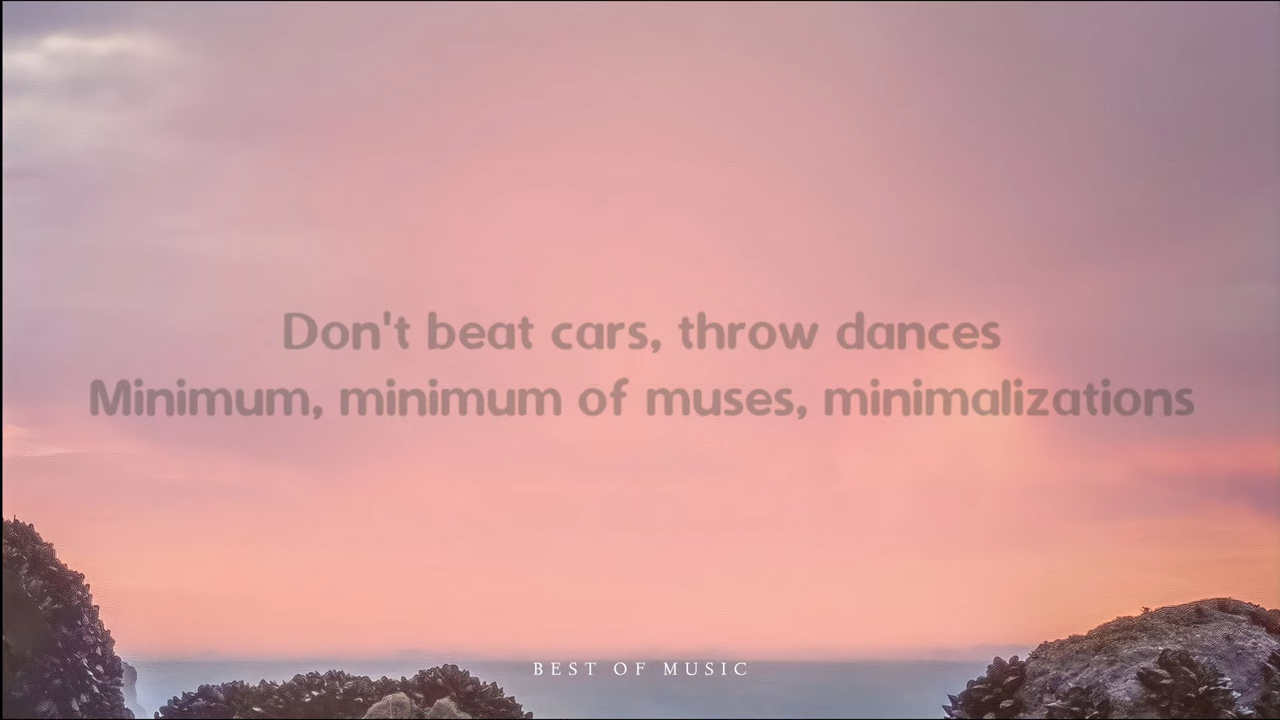 Don't beat cars, throw dances
Minimum, minimum of muses, minimalizations
BEST OF MUSIC